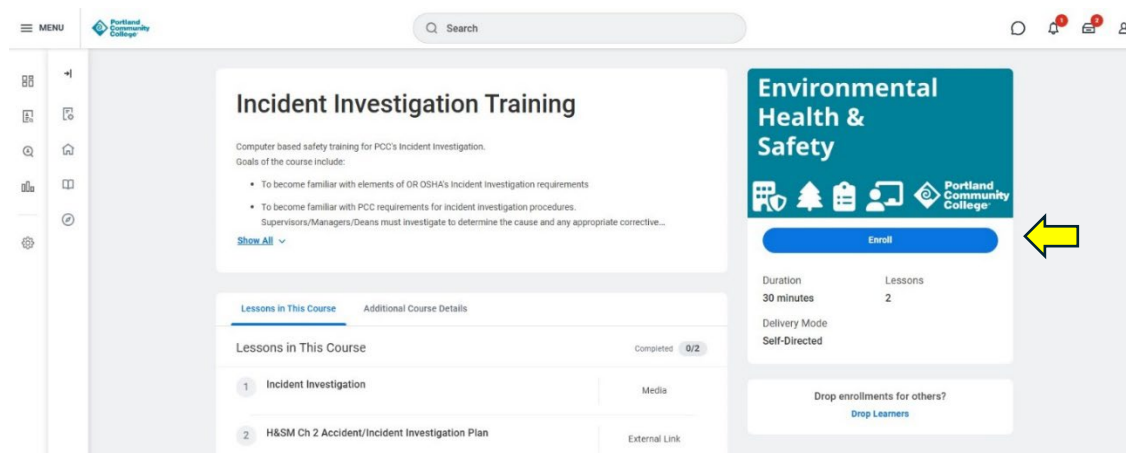 MENU
Portland
Community
College
Search
1
3
Incident Investigation Training
Computer based safety training for PCC's Incident Investigation.
Goals of the course include:
• To become familiar with elements of OR OSHA's Incident Investigation requirements
• To become familiar with PCC requirements for incident investigation procedures.
Supervisors/Managers/Deans must investigate to determine the cause and any appropriate corrective...
Show All
Lessons in This Course Additional Course Details
Lessons in This Course Completed 0/2
1 Incident Investigation Media
2 H&SM Ch 2 Accident/Incident Investigation Plan External Link
Environmental
Health &
Safety
Portland
Community
College
Enroll
Duration Lessons
30 minutes 2
Delivery Mode
Self-Directed
Drop enrollments for others?
Drop Learners